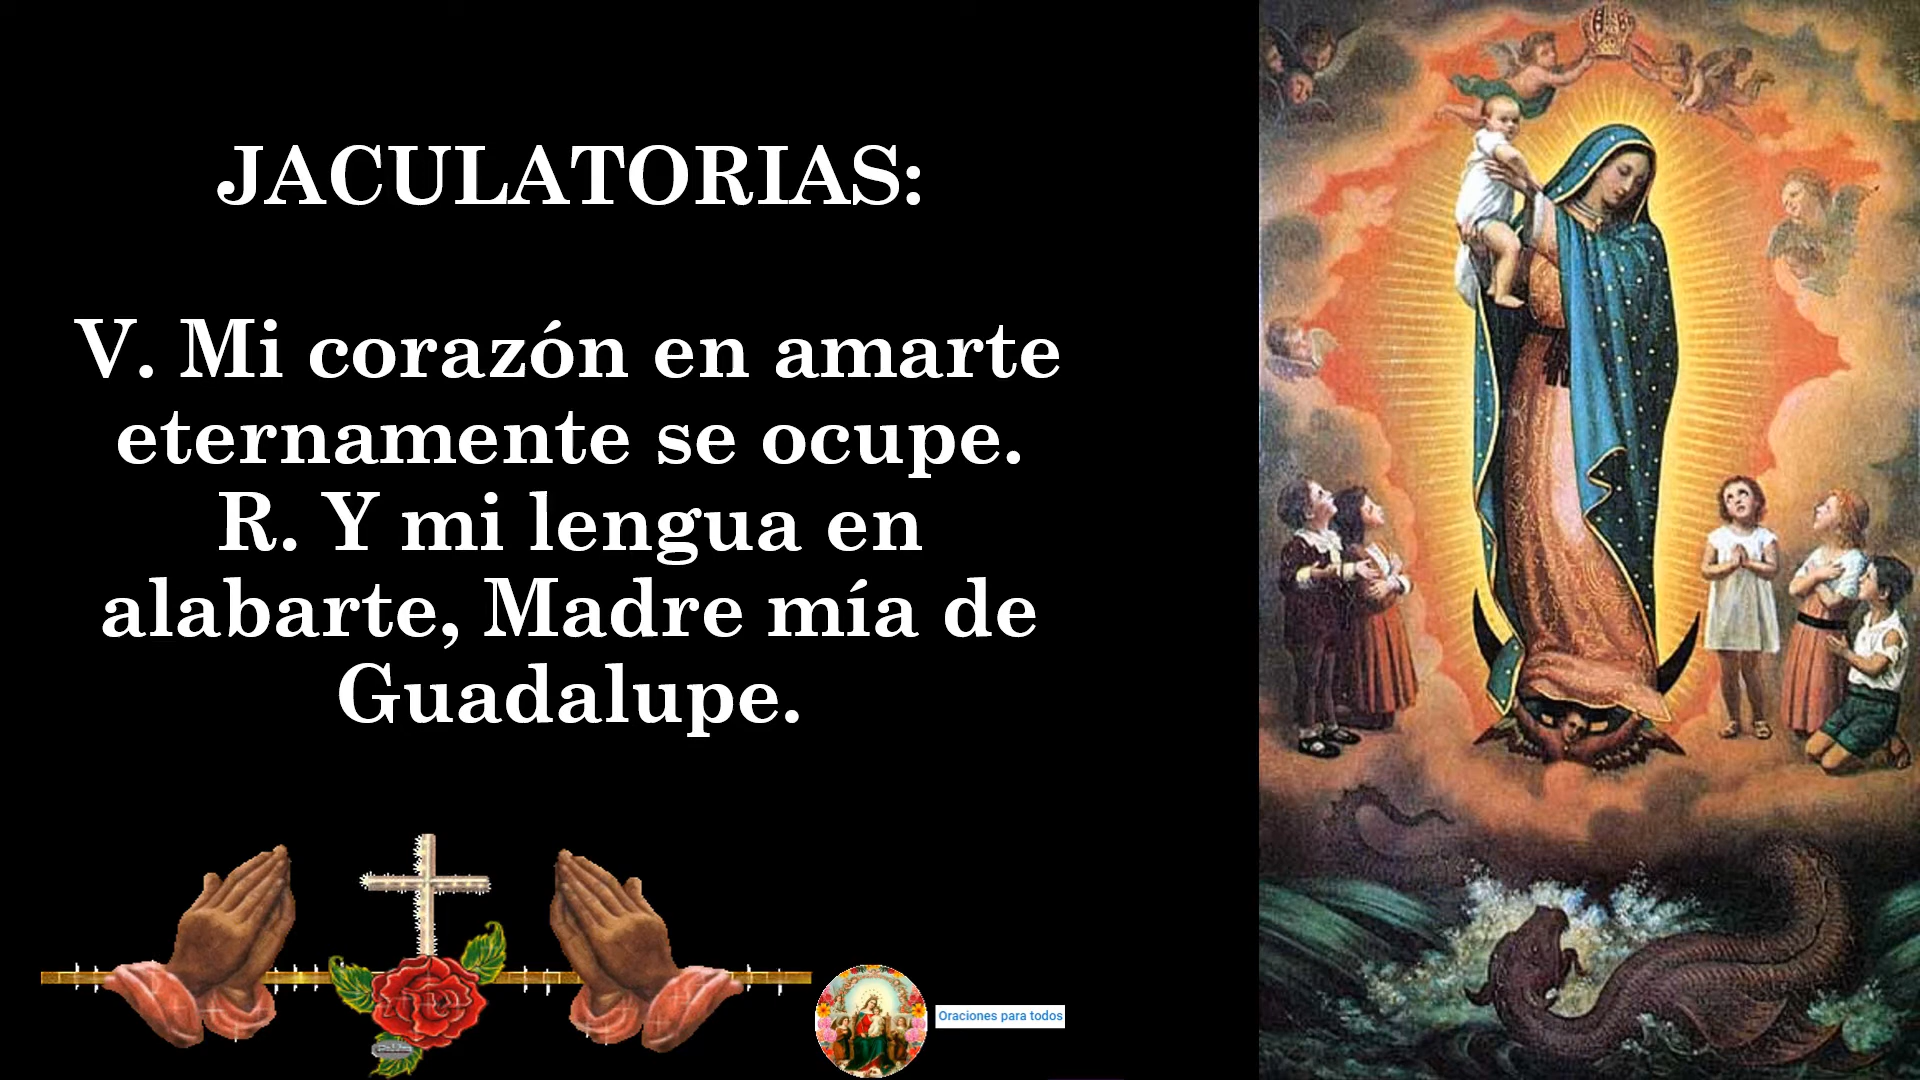 JACULATORIAS:
V. Mi corazón en amarte
eternamente se ocupe.
R. Y mi lengua en
alabarte, Madre mía de
Guadalupe.
Oraciones para todos